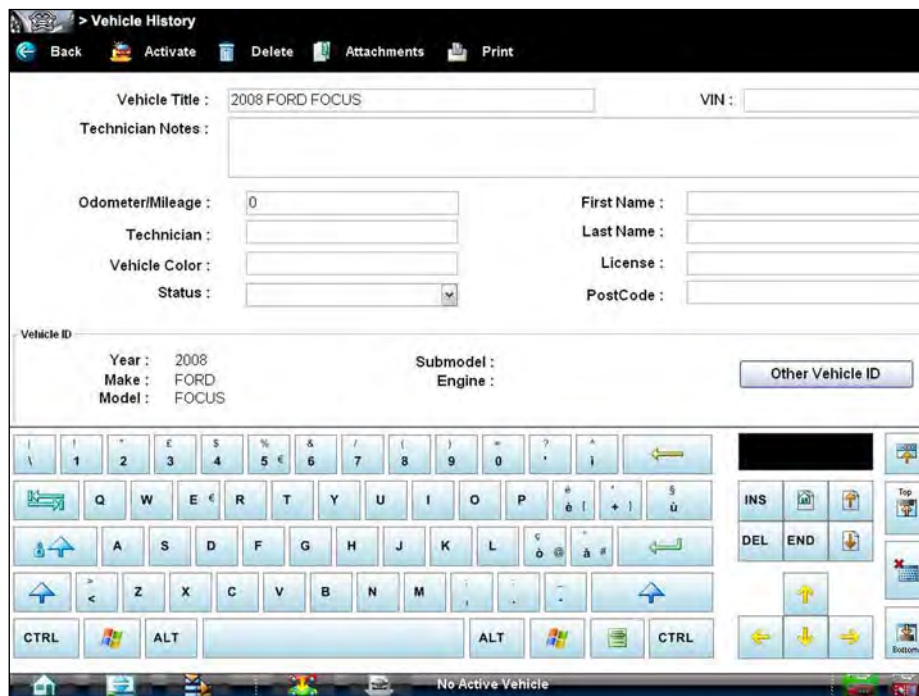 > Vehicle History
Back Activate Delete Attachments Print
Vehicle Title : 2008 FORD FOCUS VIN :
Technician Notes :
Odometer/Mileage : 0 First Name :
Technician : Last Name :
Vehicle Color : License :
Status : PostCode :
Vehicle ID
Year : 2008 Submodel :
Make : FORD Engine :
Model : FOCUS
Other Vehicle ID
| ! " £ $ % & / ( ) = ? ^
\ 1 2 3 4 5 € 6 7 8 9 0 ' ì
Q W E € R T Y U I O P é è [ * + ] § ù INS Top
A S D F G H J K L ç ò @ ° à # DEL END
> < Z X C V B N M ; , : . _ -
CTRL ALT ALT CTRL Bottom
No Active Vehicle